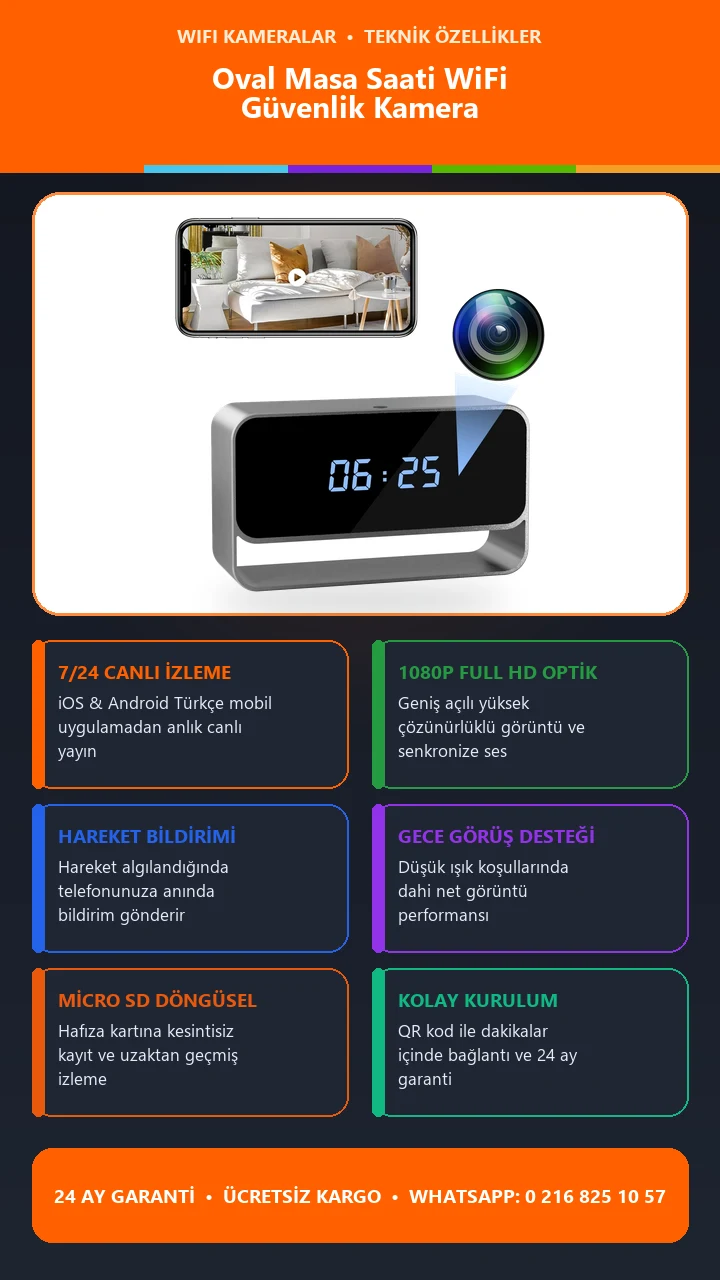 WIFI KAMERALAR • TEKNİK ÖZELLİKLER
Oval Masa Saati WiFi
Güvenlik Kamera
06:25
7/24 CANLI İZLEME
iOS & Android Türkçe mobil
uygulamadan anlık canlı
yayın
1080P FULL HD OPTİK
Geniş açılı yüksek
çözünürlüklü görüntü ve
senkronize ses
HAREKET BİLDİRİMİ
Hareket algılandığında
telefonunuza anında
bildirim gönderir
GECE GÖRÜŞ DESTEĞİ
Düşük ışık koşullarında
dahi net görüntü
performansı
MİCRO SD DÖNGÜSEL
Hafıza kartına kesintisiz
kayıt ve uzaktan geçmiş
izleme
KOLAY KURULUM
QR kod ile dakikalar
içinde bağlantı ve 24 ay
garanti
24 AY GARANTİ • ÜCRETSİZ KARGO • WHATSAPP: 0 216 825 10 57